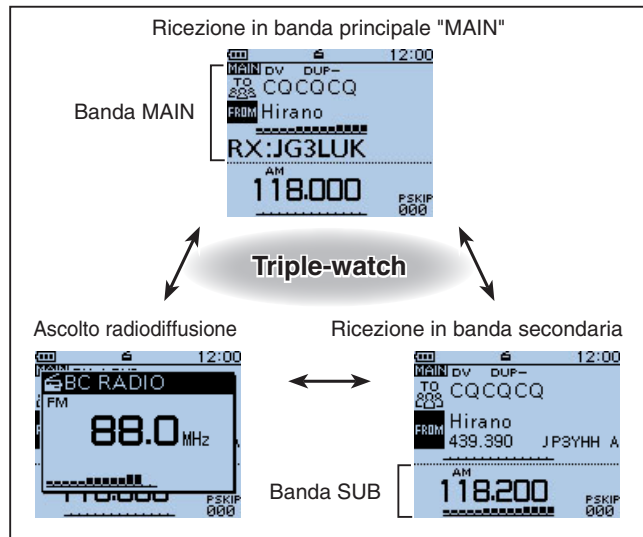 Ricezione in banda principale "MAIN"
12:00
MAIN DV DUP-
TO CQCQCQ
FROM Hirano
RX:JG3LUK
Banda MAIN
AM
118.000
PSKIP
000
Triple-watch
Ascolto radiodiffusione
12:00
BC RADIO
FM
88.0 MHz
A
PSKIP
000
Ricezione in banda secondaria
12:00
MAIN DV DUP-
TO CQCQCQ
FROM Hirano
439.390 JP3YHH A
Banda SUB
AM
118.200
PSKIP
000